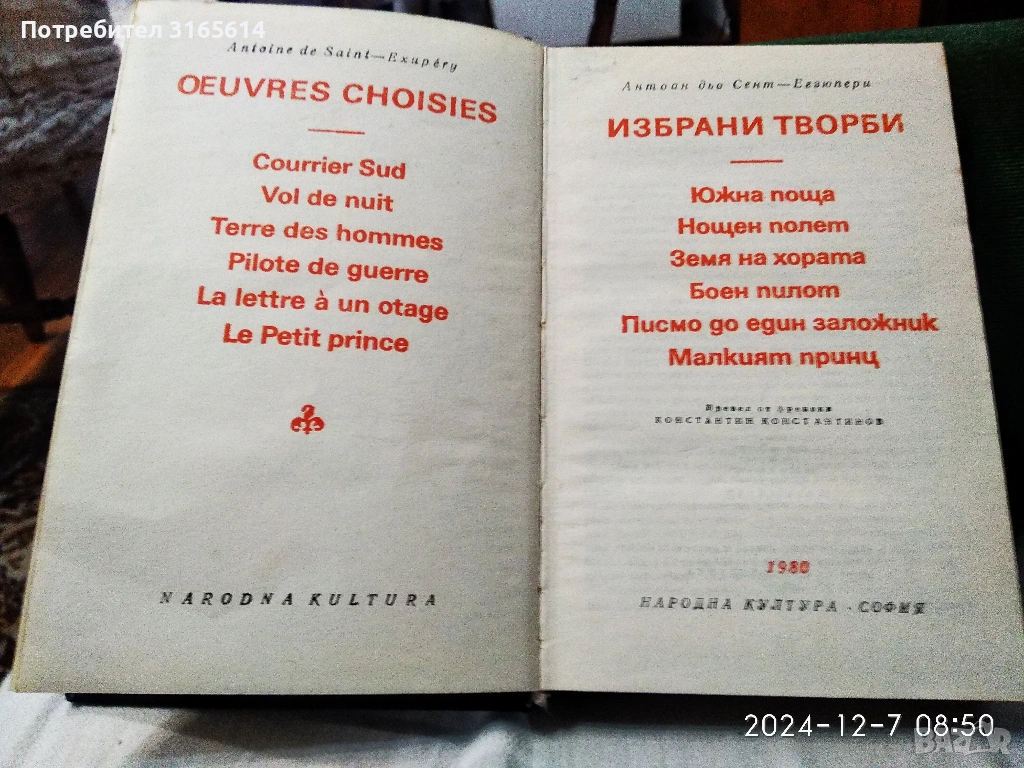 Потребител 3165614
Antoine de Saint—Exupéry
OEUVRES CHOISIES
Courrier Sud
Vol de nuit
Terre des hommes
Pilote de guerre
La lettre à un otage
Le Petit prince
NARODNA KULTURA
Антоан дьо Сент—Егзюпери
ИЗБРАНИ ТВОРБИ
Южна поща
Нощен полет
Земя на хората
Боен пилот
Писмо до един заложник
Малкият принц
Превел от френски
КОНСТАНТИН КОНСТАНТИНОВ
1980
НАРОДНА КУЛТУРА · СОФИЯ
2024-12-7 08:50
BAZAR